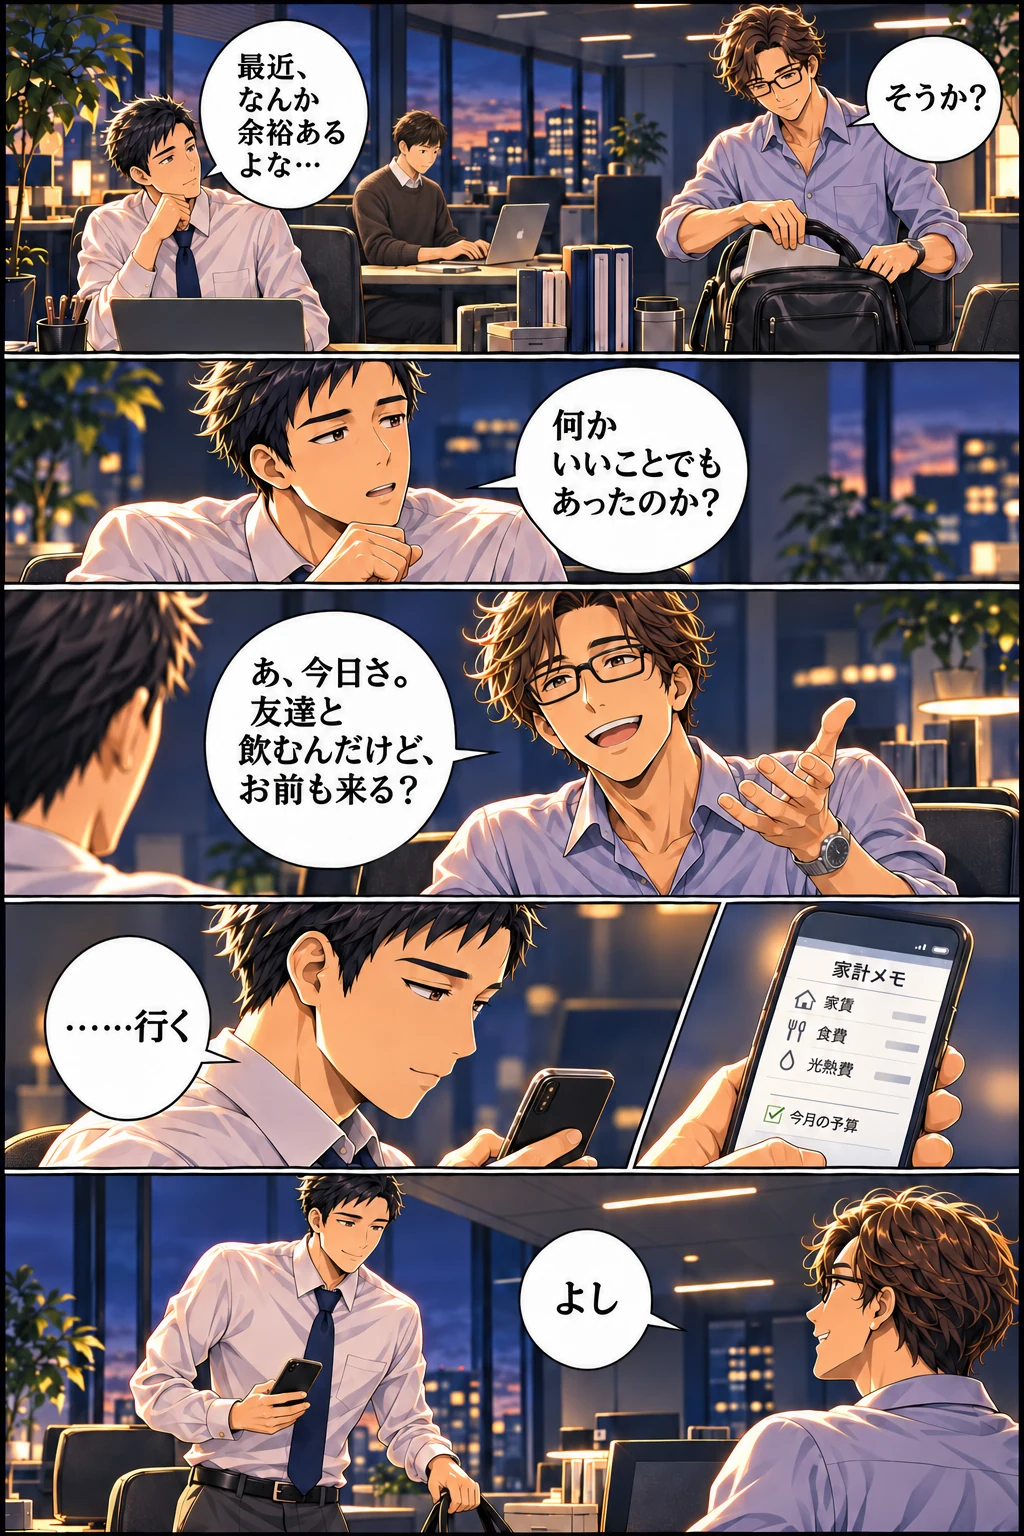 最近、
なんか
余裕ある
よな…
そうか?
何か
いいことでも
あったのか?
あ、今日さ。
友達と
飲むんだけど、
お前も来る?
……行く
家計メモ
家賃
食費
光熱費
今月の予算
よし